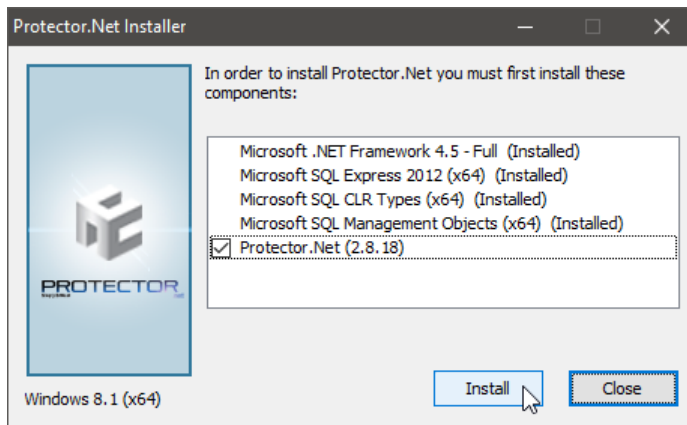 Protector.Net Installer
In order to install Protector.Net you must first install these
components:
Microsoft .NET Framework 4.5 - Full (Installed)
Microsoft SQL Express 2012 (x64) (Installed)
Microsoft SQL CLR Types (x64) (Installed)
Microsoft SQL Management Objects (x64) (Installed)
Protector.Net (2.8.18)
PROTECTOR
Windows 8.1 (x64)
Install
Close